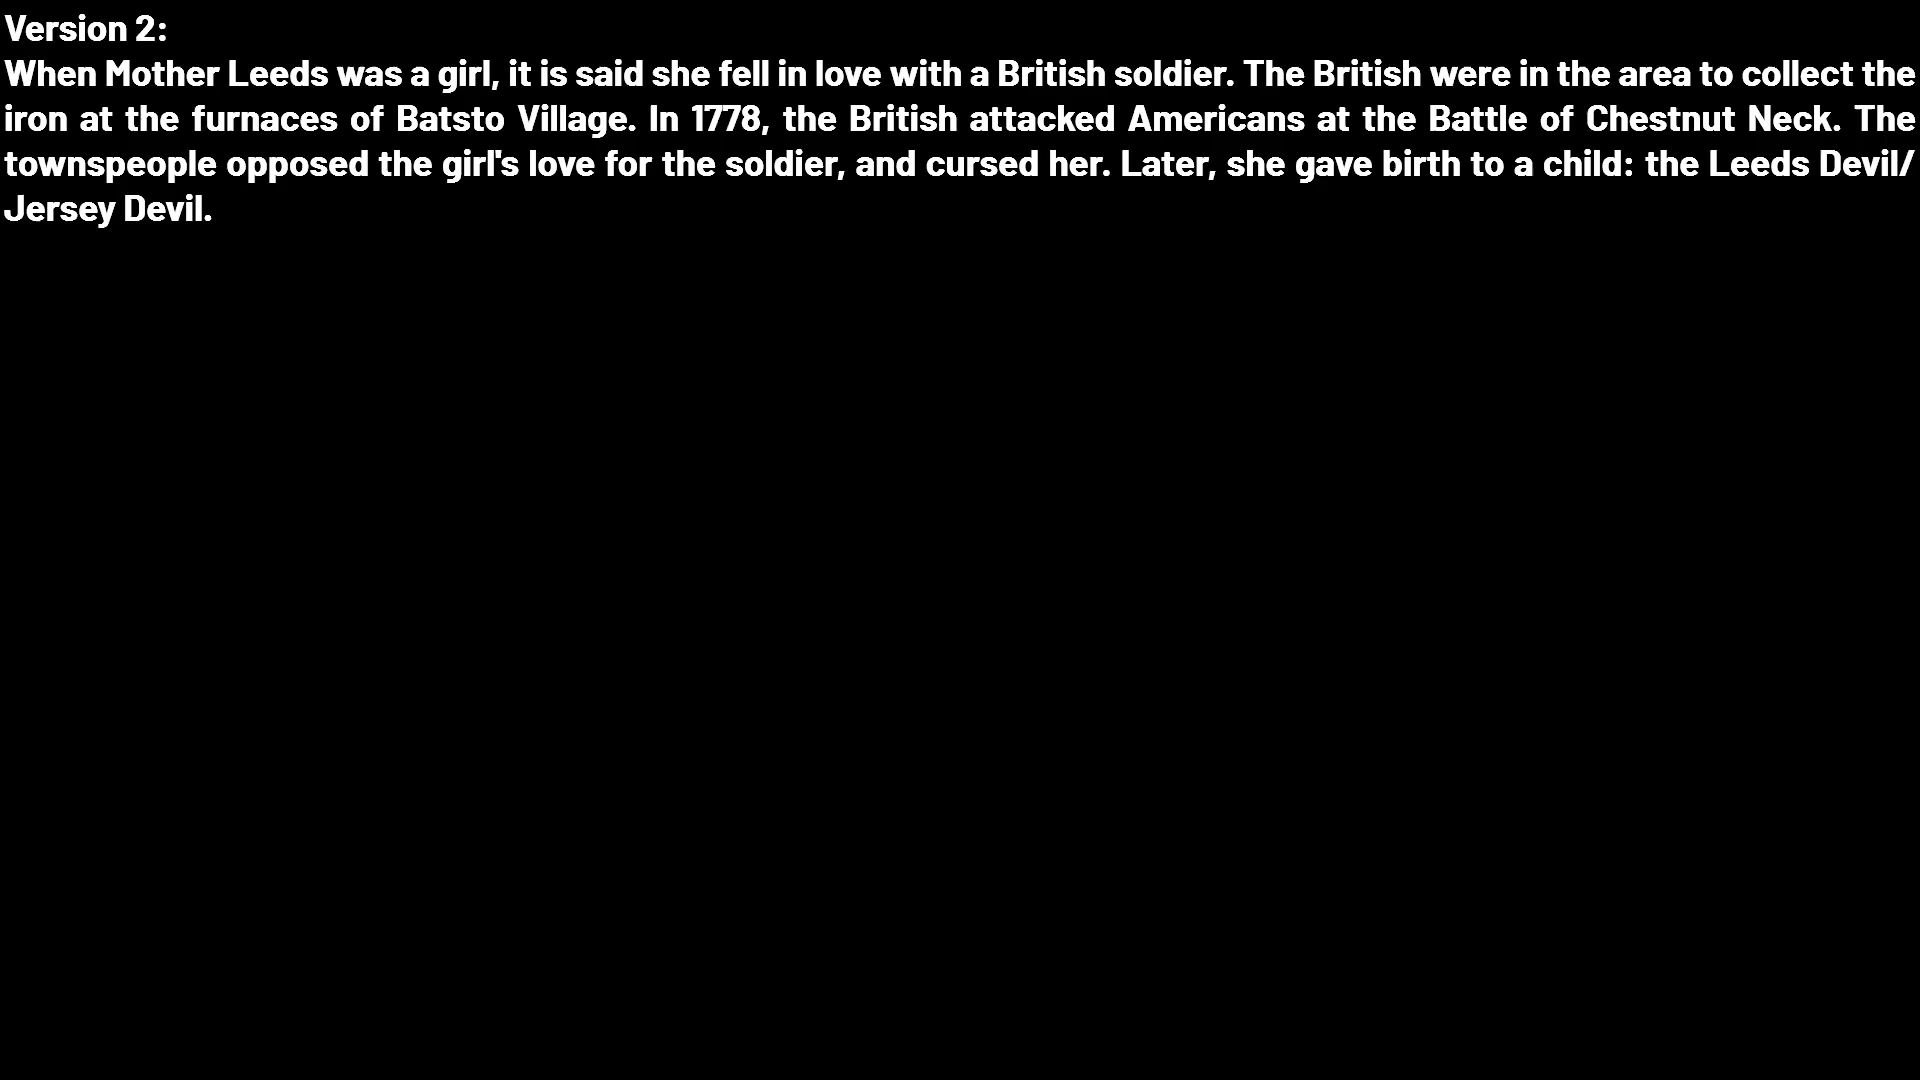 Version 2:
When Mother Leeds was a girl, it is said she fell in love with a British soldier. The British were in the area to collect the
iron at the furnaces of Batsto Village. In 1778, the British attacked Americans at the Battle of Chestnut Neck. The
townspeople opposed the girl's love for the soldier, and cursed her. Later, she gave birth to a child: the Leeds Devil/
Jersey Devil.